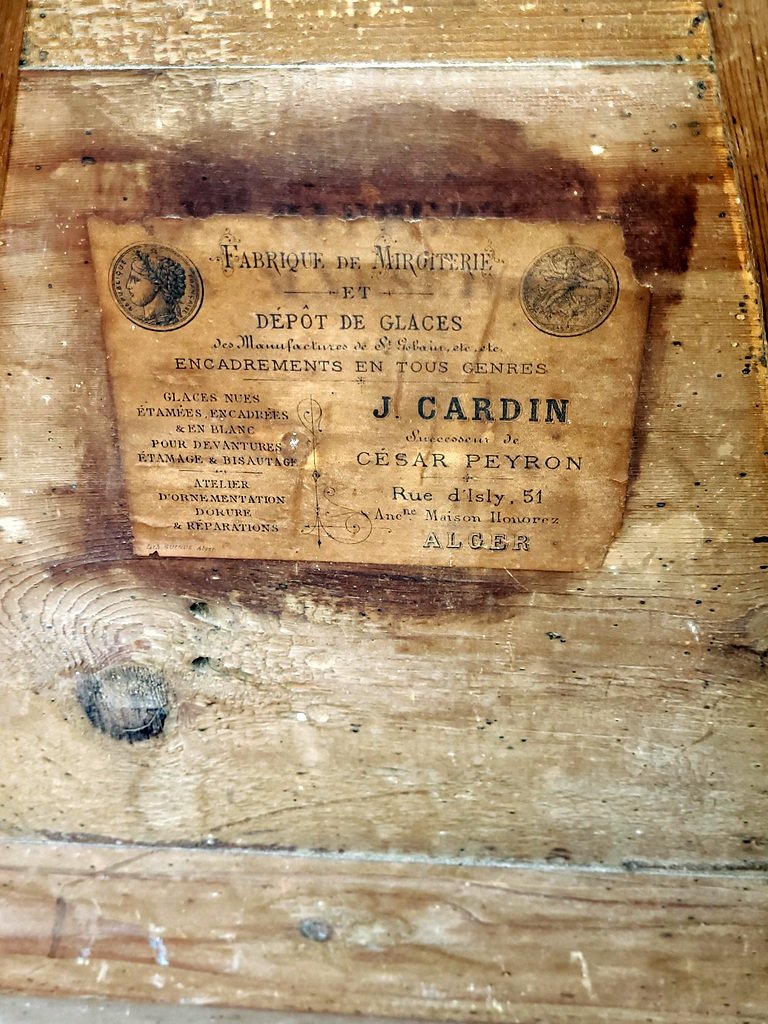 FABRIQUE DE MIROITERIE
ET
DÉPÔT DE GLACES
des Manufactures de St Gobain, etc, etc.
ENCADREMENTS EN TOUS GENRES
GLACES NUES
ÉTAMÉES, ENCADRÉES
& EN BLANC
POUR DEVANTURES
ÉTAMAGE & BISAUTAGE
ATELIER
D'ORNEMENTATION
DORURE
& RÉPARATIONS
J. CARDIN
Successeur de
CÉSAR PEYRON
Rue d'Isly, 51
Ancne Maison Honorez
ALGER
RÉPUBLIQUE FRANÇAISE